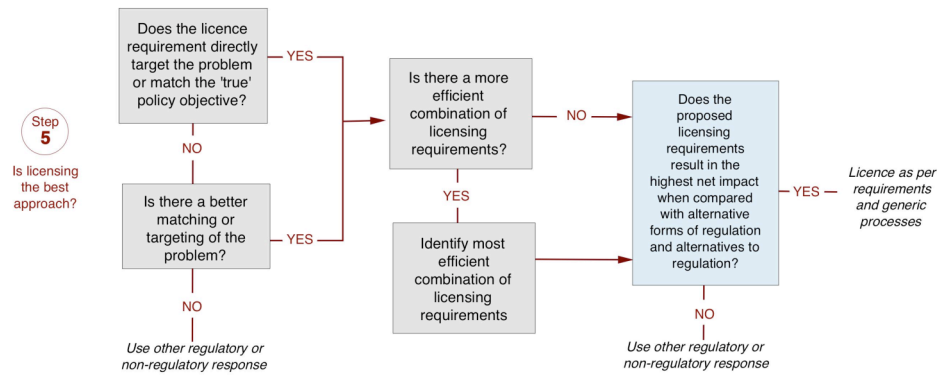 Step
5
Is licensing
the best
approach?
Does the licence
requirement directly
target the problem
or match the 'true'
policy objective?
YES
NO
Is there a better
matching or
targeting of the
problem?
YES
NO
Use other regulatory or
non-regulatory response
Is there a more
efficient
combination of
licensing
requirements?
NO
YES
Identify most
efficient
combination of
licensing
requirements
Does the
proposed
licensing
requirements
result in the
highest net impact
when compared
with alternative
forms of regulation
and alternatives to
regulation?
YES
NO
Use other regulatory or
non-regulatory response
Licence as per
requirements
and generic
processes